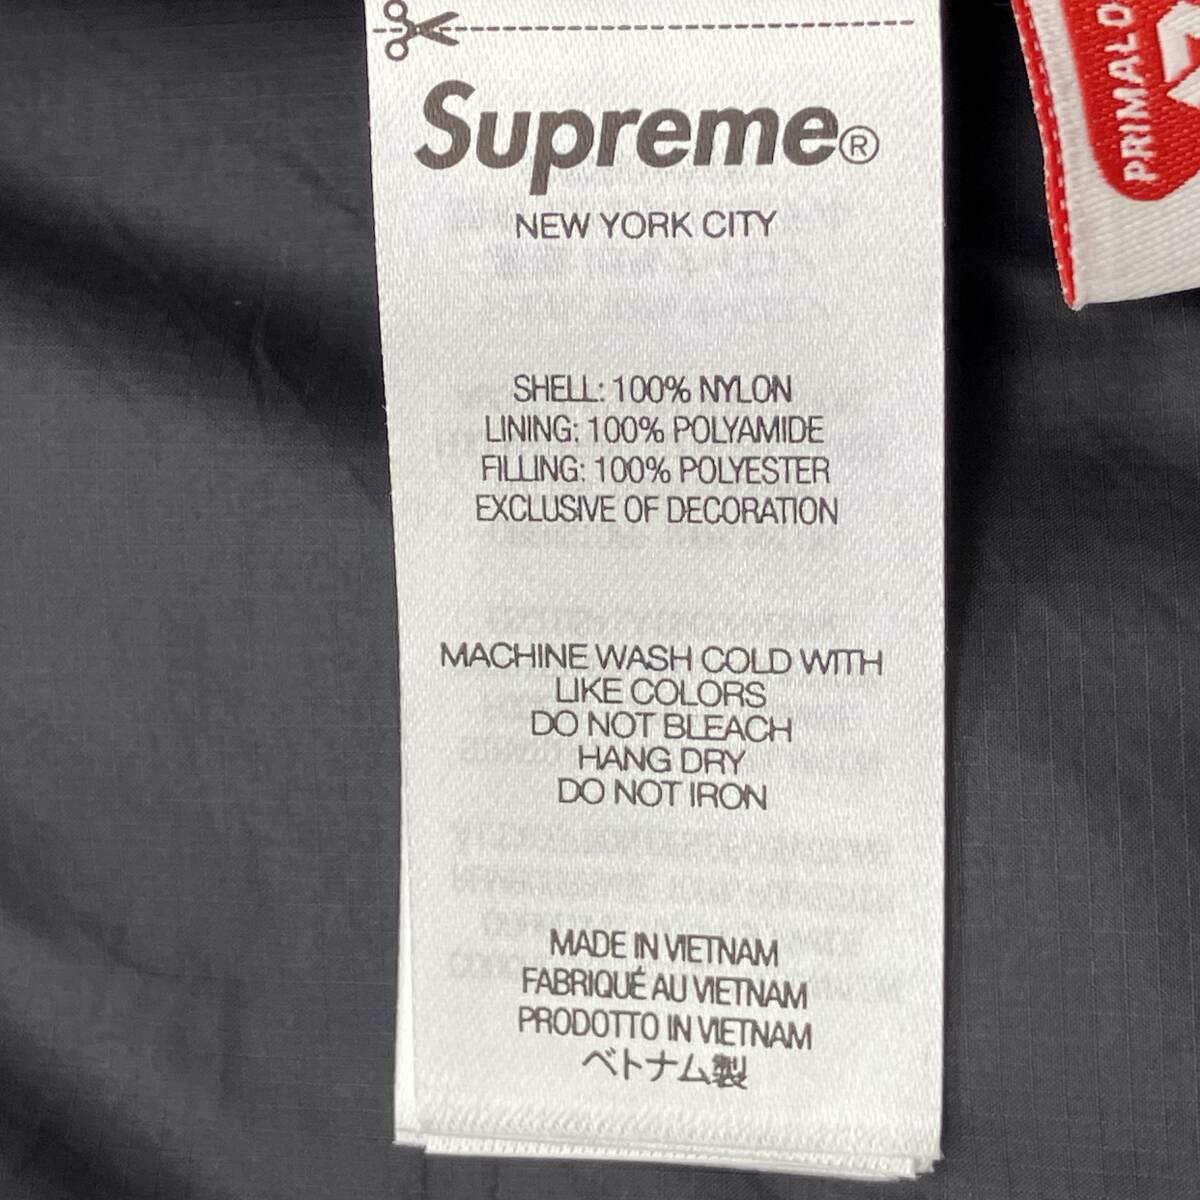 Supreme®
NEW YORK CITY
SHELL: 100% NYLON
LINING: 100% POLYAMIDE
FILLING: 100% POLYESTER
EXCLUSIVE OF DECORATION
MACHINE WASH COLD WITH
LIKE COLORS
DO NOT BLEACH
HANG DRY
DO NOT IRON
MADE IN VIETNAM
FABRIQUÉ AU VIETNAM
PRODOTTO IN VIETNAM
ベトナム製
PRIMALO